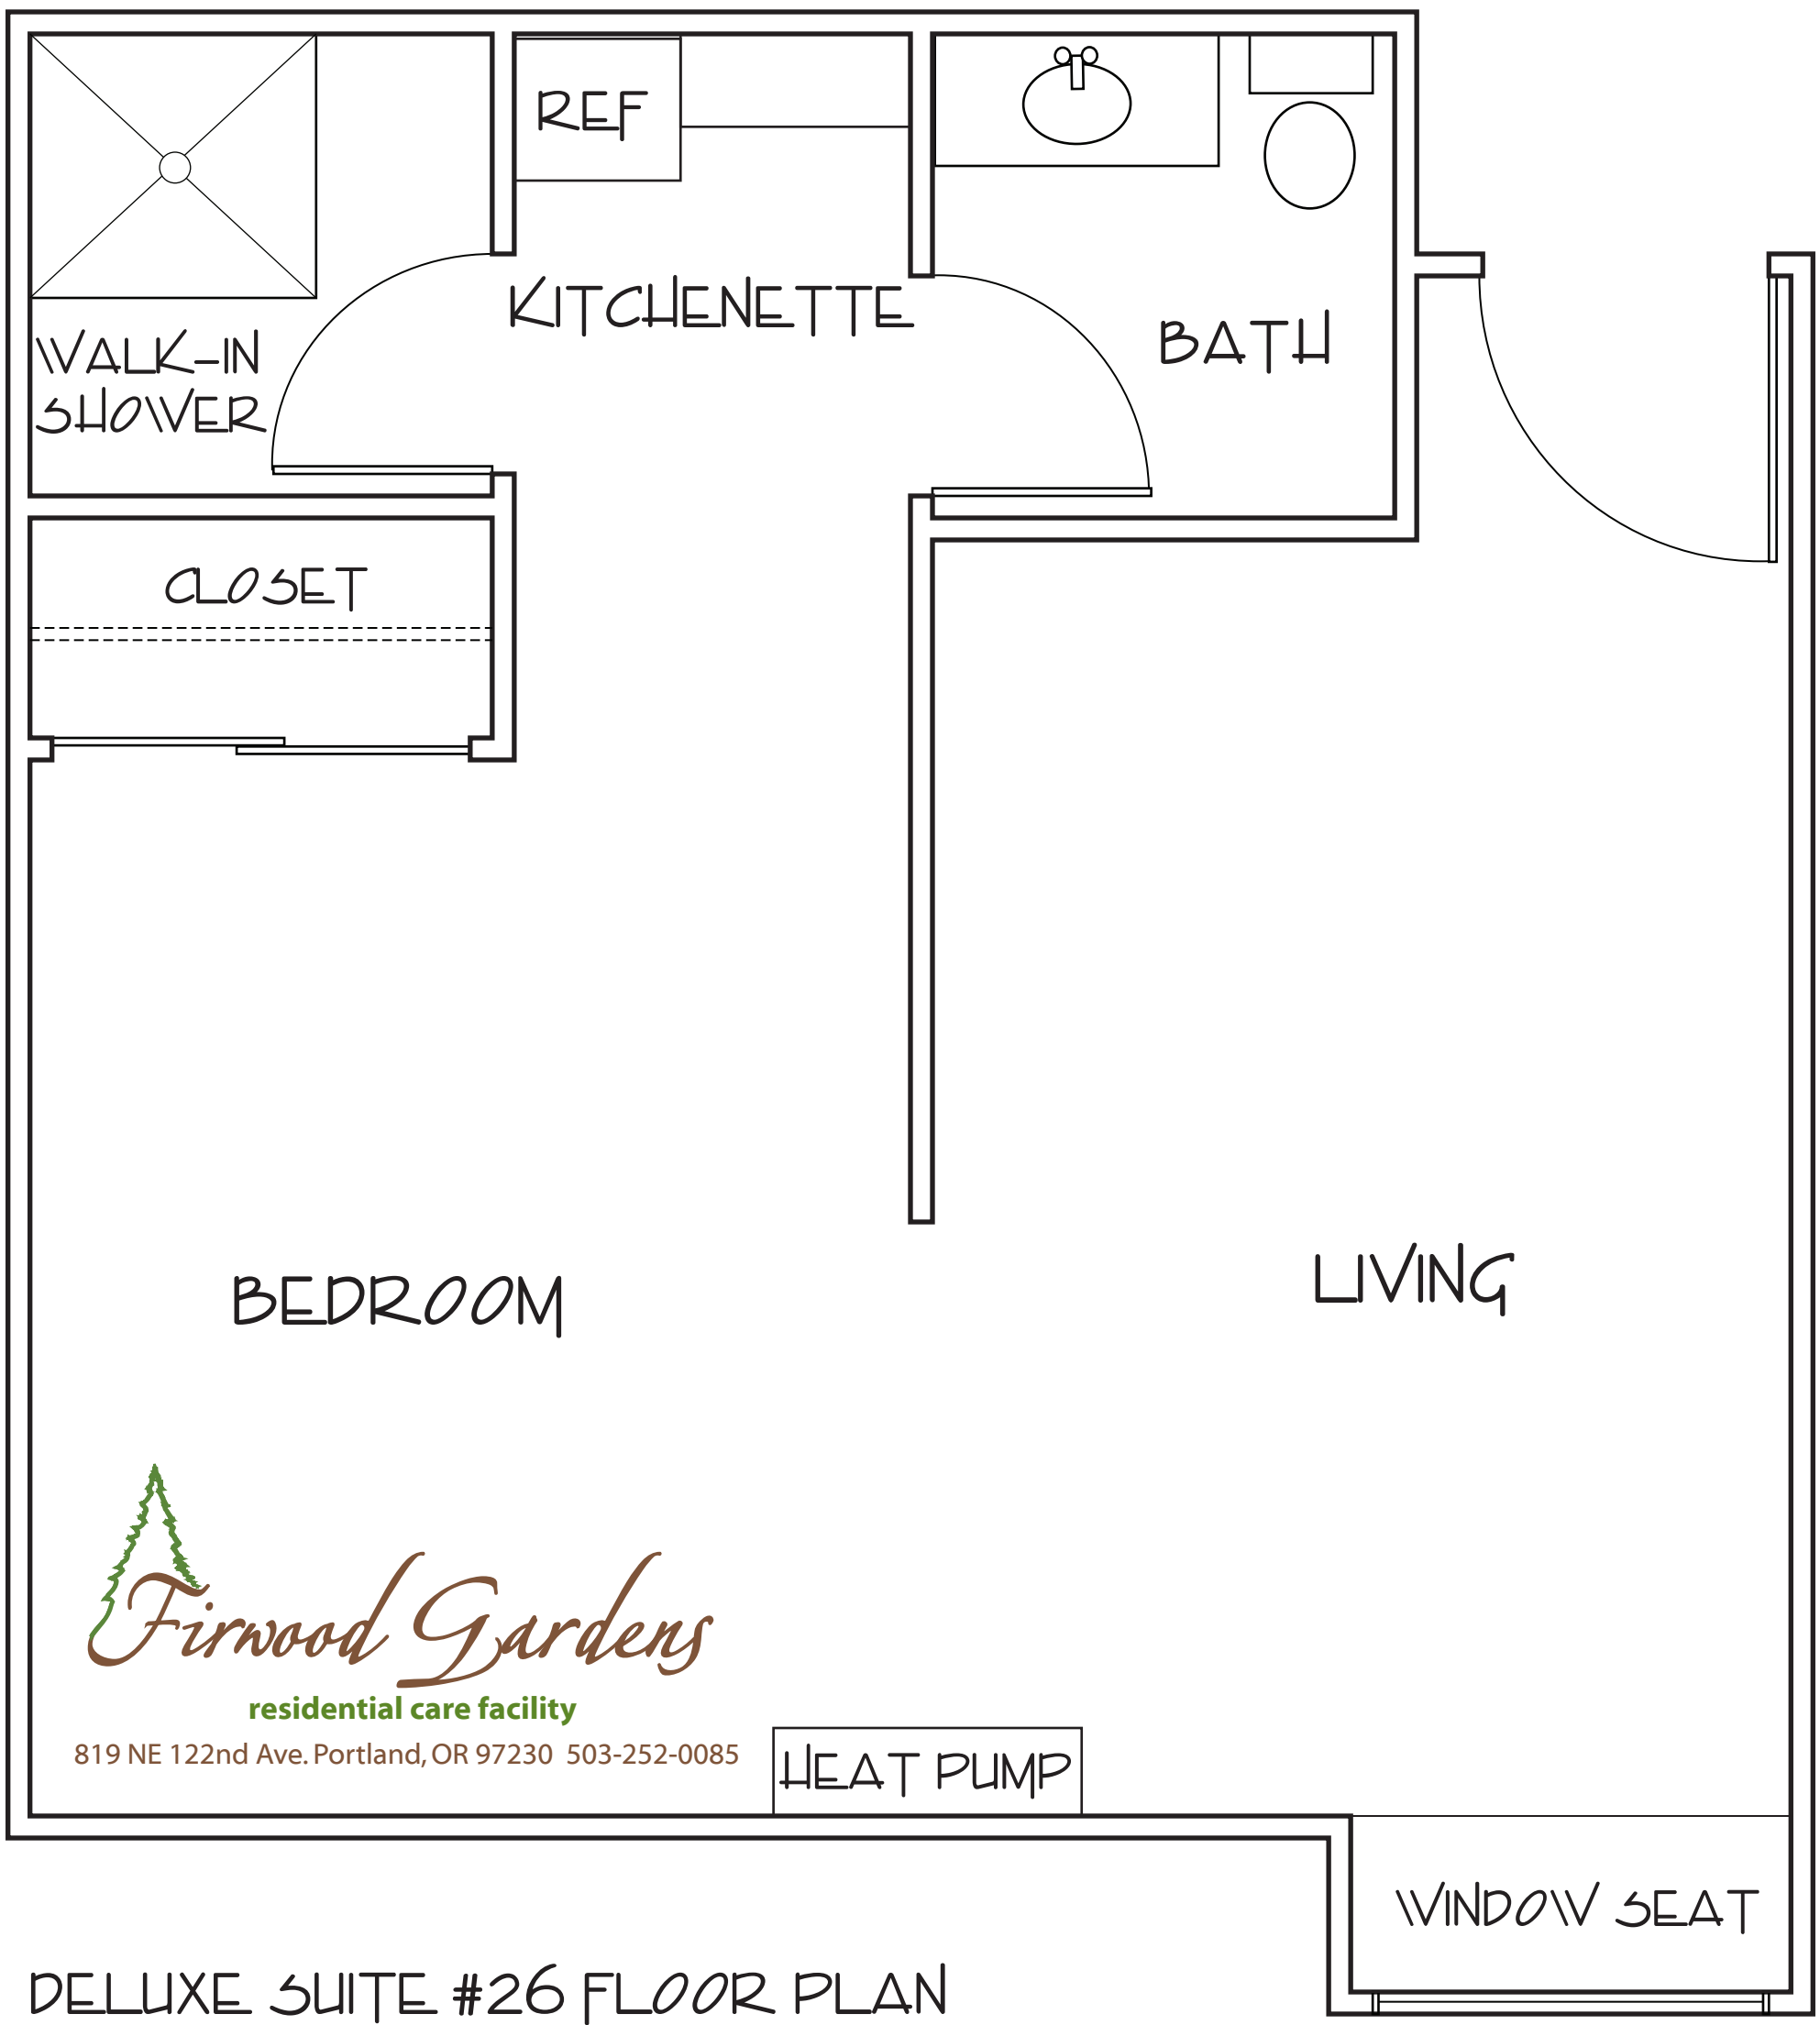 REF
KITCHENETTE
BATH
WALK-IN
SHOWER
CLOSET
BEDROOM
LIVING
Firwood Gardens
residential care facility
819 NE 122nd Ave. Portland, OR 97230 503-252-0085
HEAT PUMP
WINDOW SEAT
DELUXE SUITE #26 FLOOR PLAN